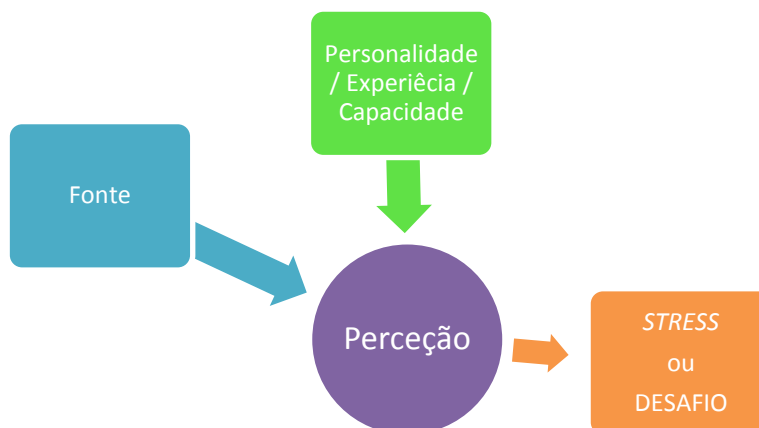 Personalidade
/ Experiêcia /
Capacidade
Fonte
Perceção
STRESS
ou
DESAFIO